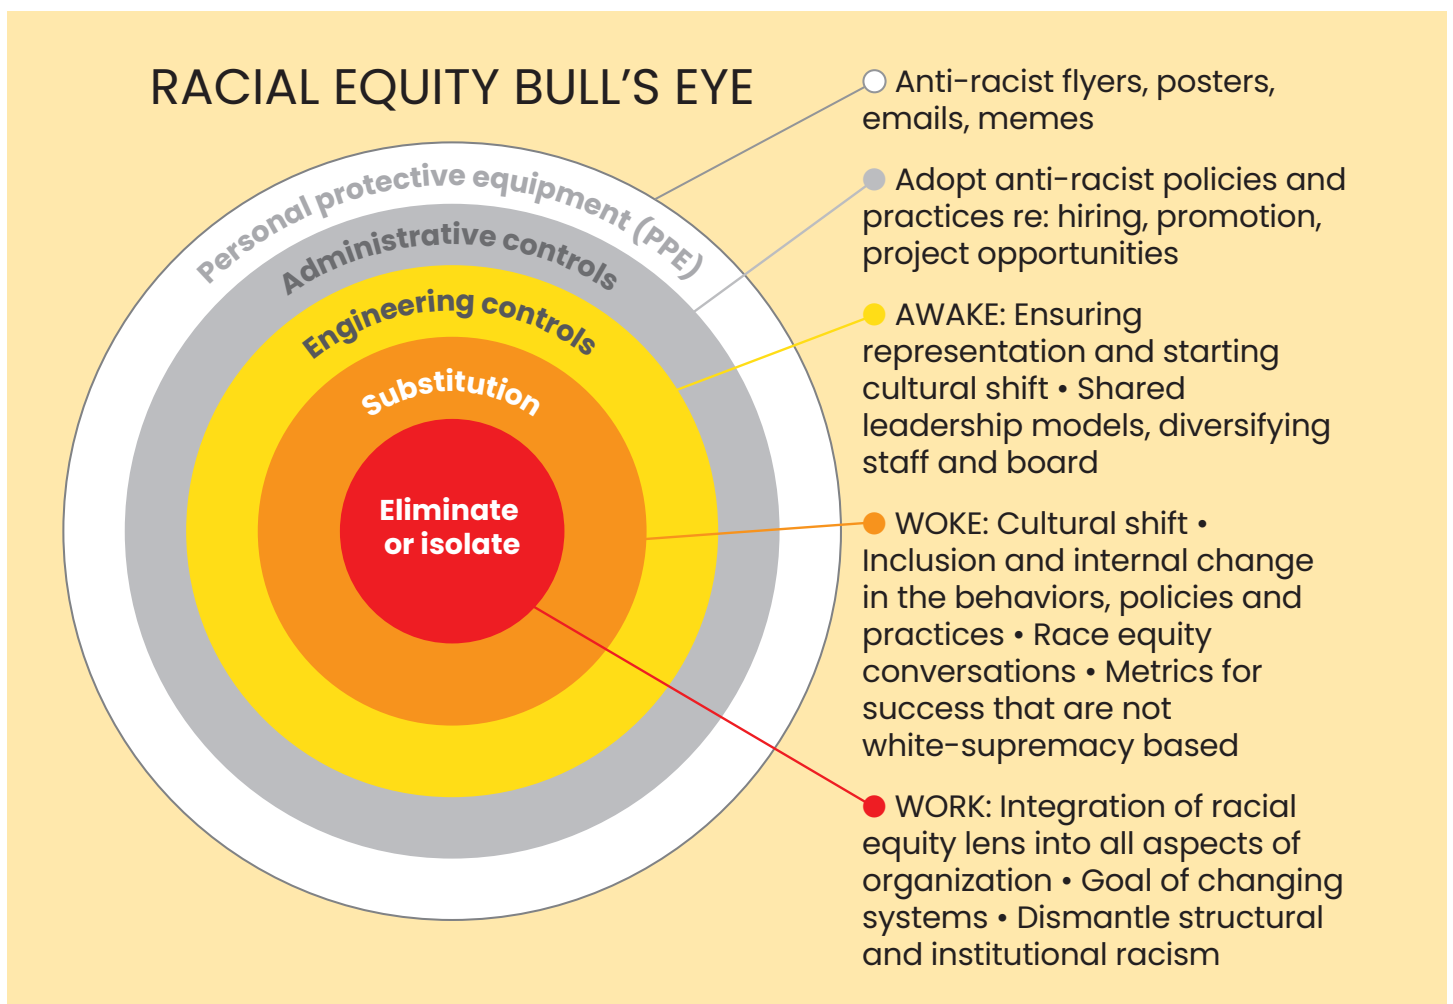 RACIAL EQUITY BULL’S EYE
Personal protective equipment (PPE)
Administrative controls
Engineering controls
Substitution
Eliminate
or isolate
Anti-racist flyers, posters,
emails, memes
Adopt anti-racist policies and
practices re: hiring, promotion,
project opportunities
AWAKE: Ensuring
representation and starting
cultural shift • Shared
leadership models, diversifying
staff and board
WOKE: Cultural shift •
Inclusion and internal change
in the behaviors, policies and
practices • Race equity
conversations • Metrics for
success that are not
white-supremacy based
WORK: Integration of racial
equity lens into all aspects of
organization • Goal of changing
systems • Dismantle structural
and institutional racism